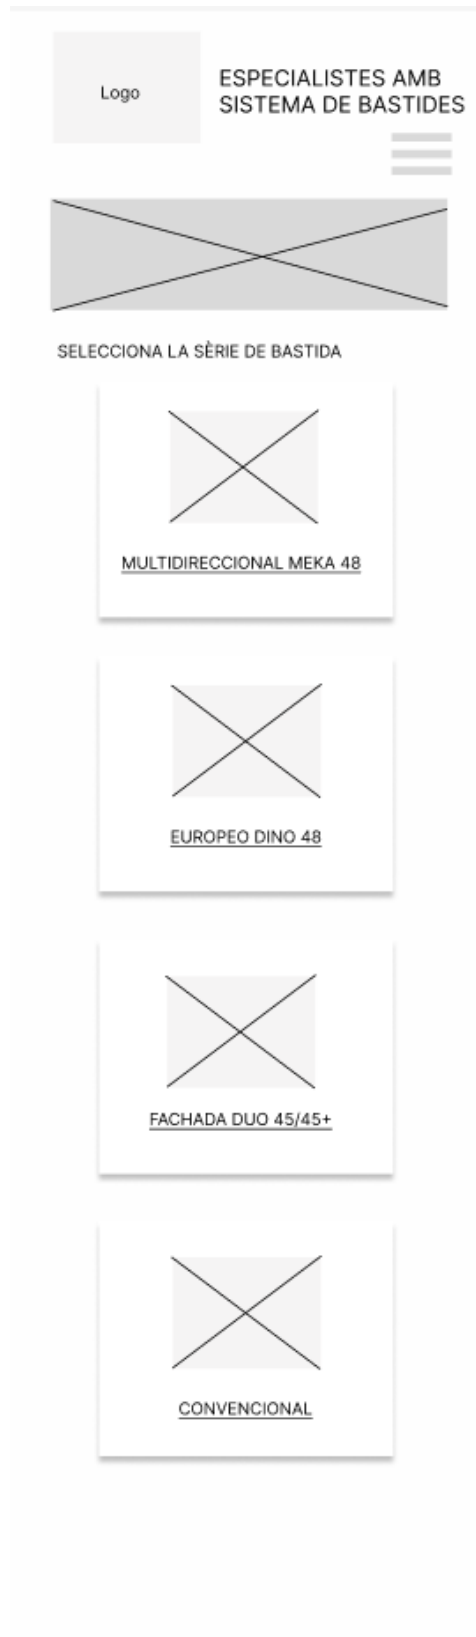 Logo
ESPECIALISTES AMB
SISTEMA DE BASTIDES
SELECCIONA LA SÈRIE DE BASTIDA
MULTIDIRECCIONAL MEKA 48
EUROPEO DINO 48
FACHADA DUO 45/45+
CONVENCIONAL